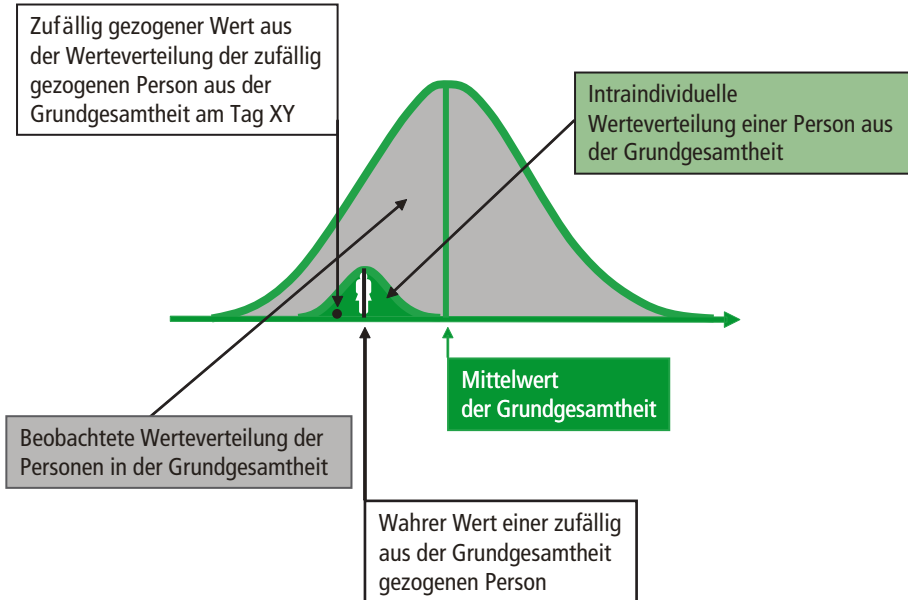 Zufällig gezogener Wert aus
der Werteverteilung der zufällig
gezogenen Person aus der
Grundgesamtheit am Tag XY
Intraindividuelle
Werteverteilung einer Person aus
der Grundgesamtheit
Mittelwert
der Grundgesamtheit
Beobachtete Werteverteilung der
Personen in der Grundgesamtheit
Wahrer Wert einer zufällig
aus der Grundgesamtheit
gezogenen Person